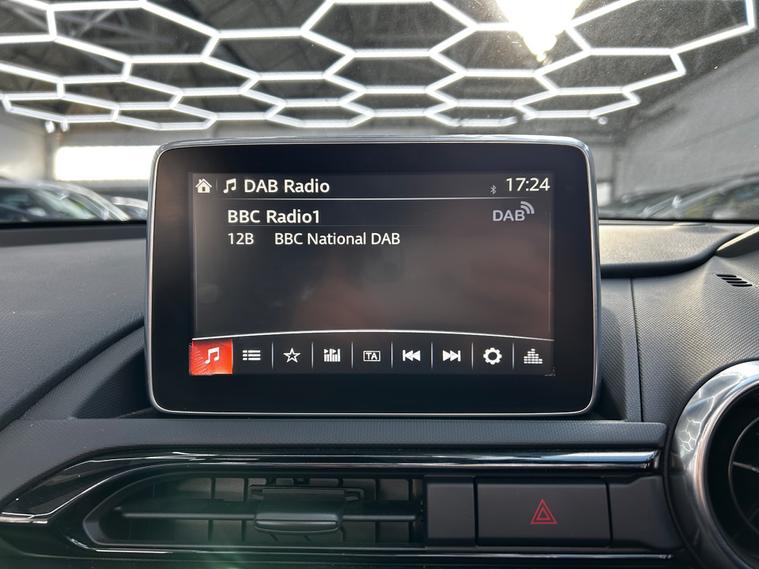 DAB Radio 17:24
BBC Radio1 DAB
12B BBC National DAB
TA